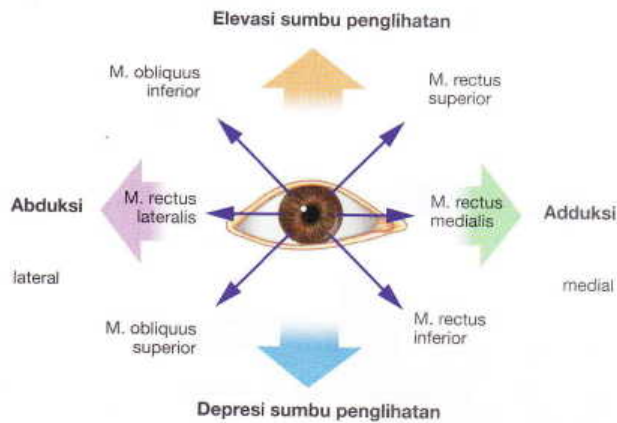 Elevasi sumbu penglihatan
M. obliquus
inferior
M. rectus
superior
Abduksi
M. rectus
lateralis
M. rectus
medialis
Adduksi
lateral
medial
M. obliquus
superior
M. rectus
inferior
Depresi sumbu penglihatan